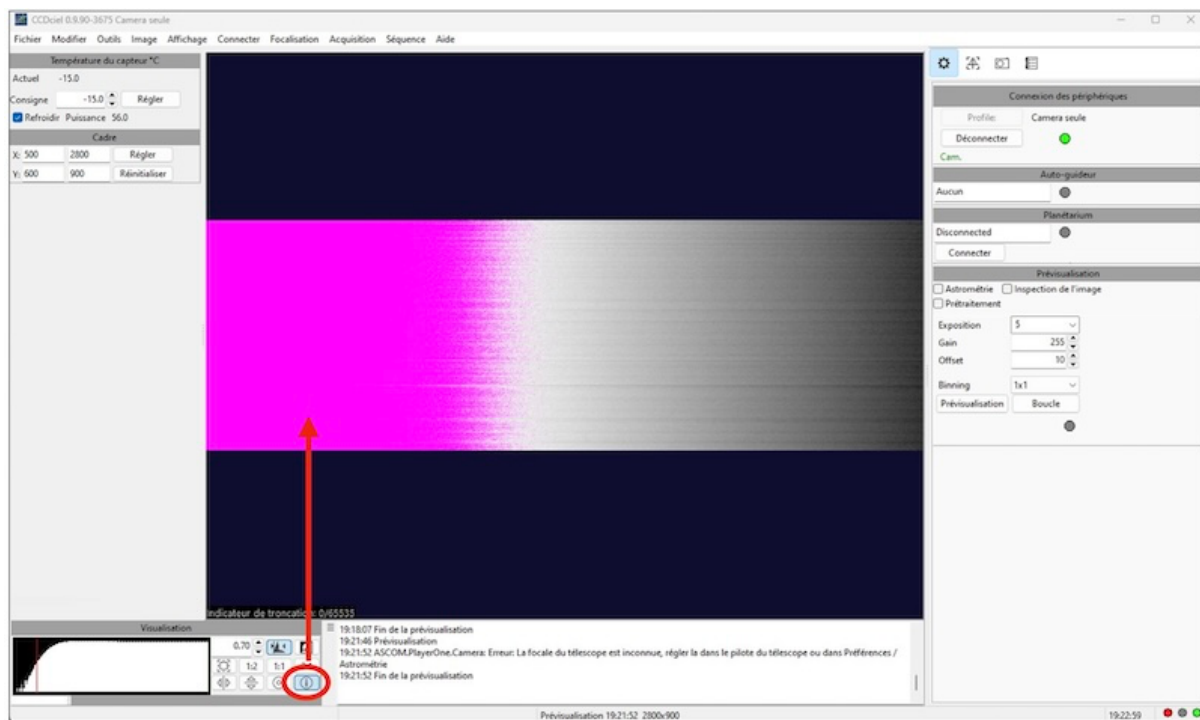 CCDciel 0.9.90-3675 Camera seule
Fichier Modifier Outils Image Affichage Connecter Focalisation Acquisition Séquence Aide
Température du capteur °C
Actuel -15.0
Consigne -15.0 Régler
Refroidir Puissance 56.0
Cadre
X: 500 2800 Régler
Y: 600 900 Réinitialiser
Indicateur de troncation: 0/65535
Visualisation
0.70
1:2 1:1
19:18:07 Fin de la prévisualisation
19:21:46 Prévisualisation
19:21:52 ASCOM.PlayerOne.Camera: Erreur: La focale du télescope est inconnue, régler la dans le pilote du télescope ou dans Préférences /
Astrométrie
19:21:52 Fin de la prévisualisation
Connexion des périphériques
Profile: Camera seule
Déconnecter
Cam.
Auto-guideur
Aucun
Planétarium
Disconnected
Connecter
Prévisualisation
Astrométrie Inspection de l'image
Prétraitement
Exposition 5
Gain 255
Offset 10
Binning 1x1
Prévisualisation Boucle
Prévisualisation 19:21:52 2800x900
19:22:59